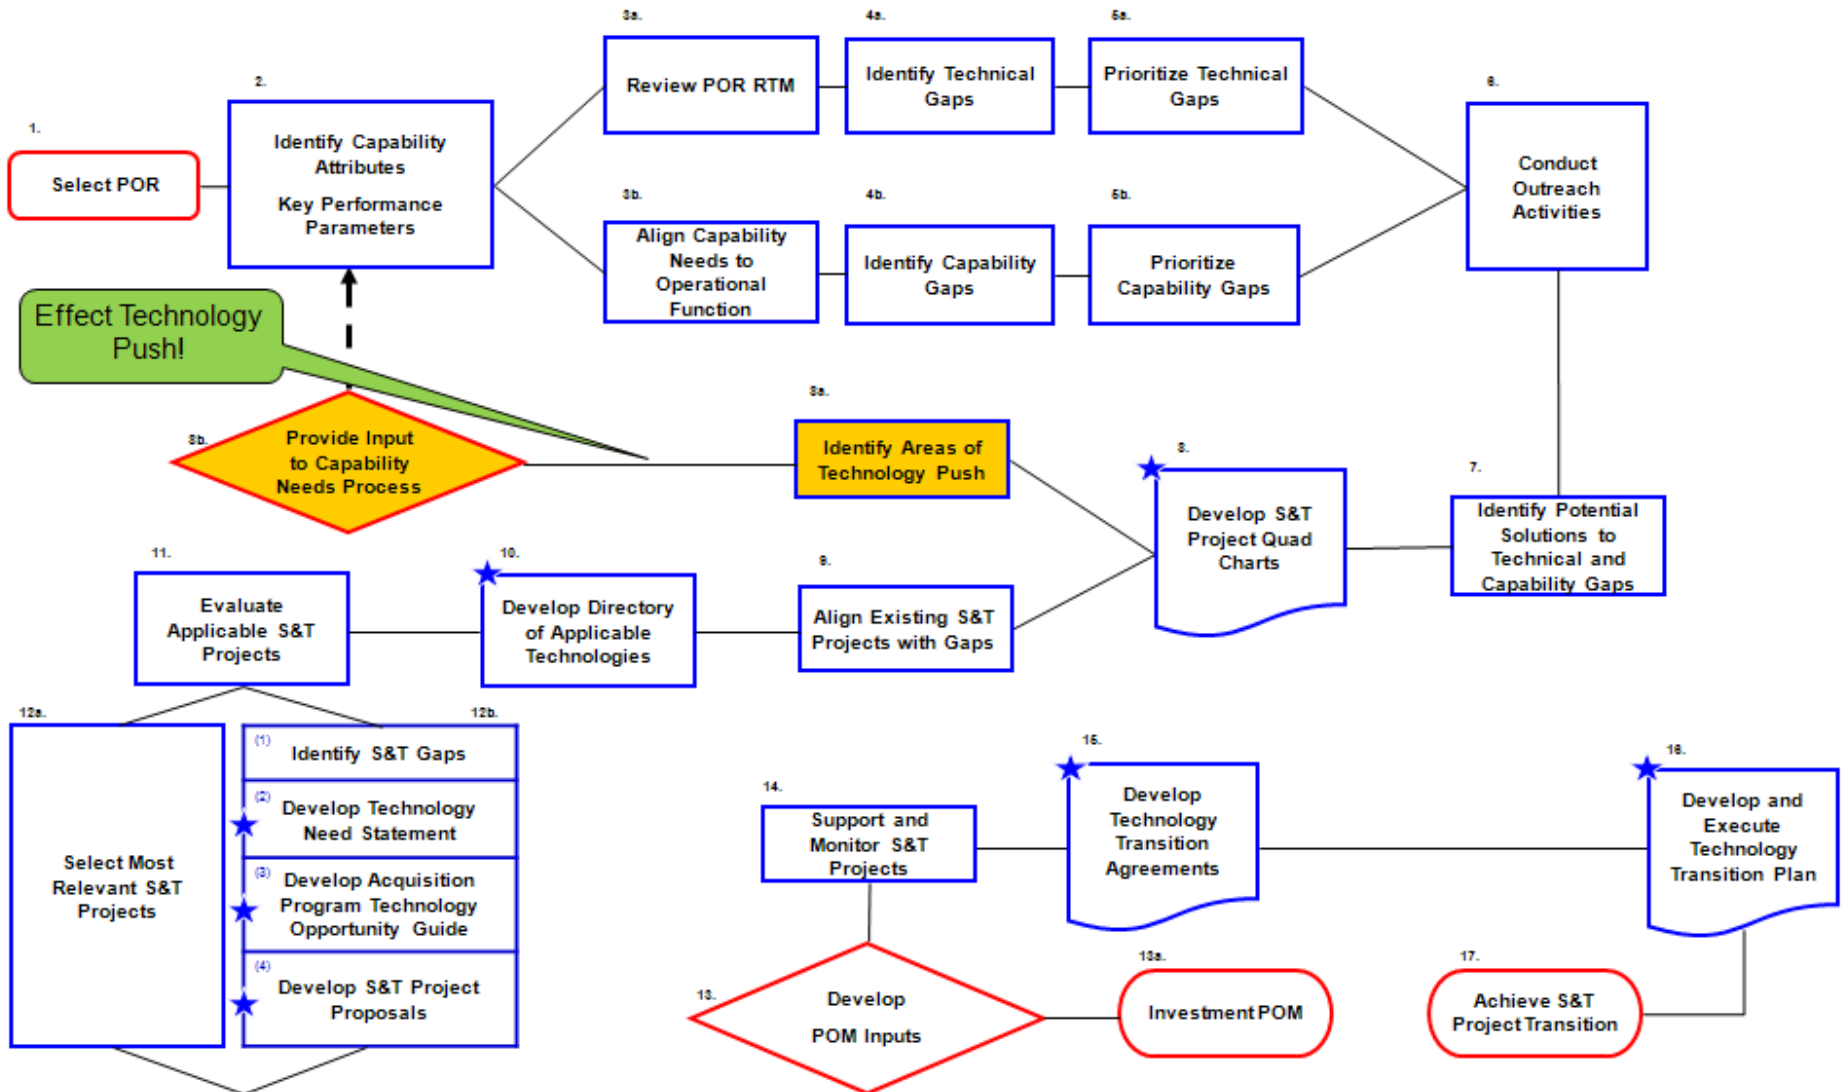 1.
Select POR
2.
Identify Capability
Attributes
Key Performance
Parameters
3a.
Review POR RTM
4a.
Identify Technical
Gaps
5a.
Prioritize Technical
Gaps
3b.
Align Capability
Needs to
Operational
Function
4b.
Identify Capability
Gaps
5b.
Prioritize
Capability Gaps
6.
Conduct
Outreach
Activities
Effect Technology
Push!
8b.
Provide Input
to Capability
Needs Process
8a.
Identify Areas of
Technology Push
8.
Develop S&T
Project Quad
Charts
7.
Identify Potential
Solutions to
Technical and
Capability Gaps
11.
Evaluate
Applicable S&T
Projects
10.
Develop Directory
of Applicable
Technologies
9.
Align Existing S&T
Projects with Gaps
12a.
Select Most
Relevant S&T
Projects
12b.
(1)
Identify S&T Gaps
(2)
Develop Technology
Need Statement
(3)
Develop Acquisition
Program Technology
Opportunity Guide
(4)
Develop S&T Project
Proposals
13.
Develop
POM Inputs
13a.
Investment POM
14.
Support and
Monitor S&T
Projects
15.
Develop
Technology
Transition
Agreements
16.
Develop and
Execute
Technology
Transition Plan
17.
Achieve S&T
Project Transition